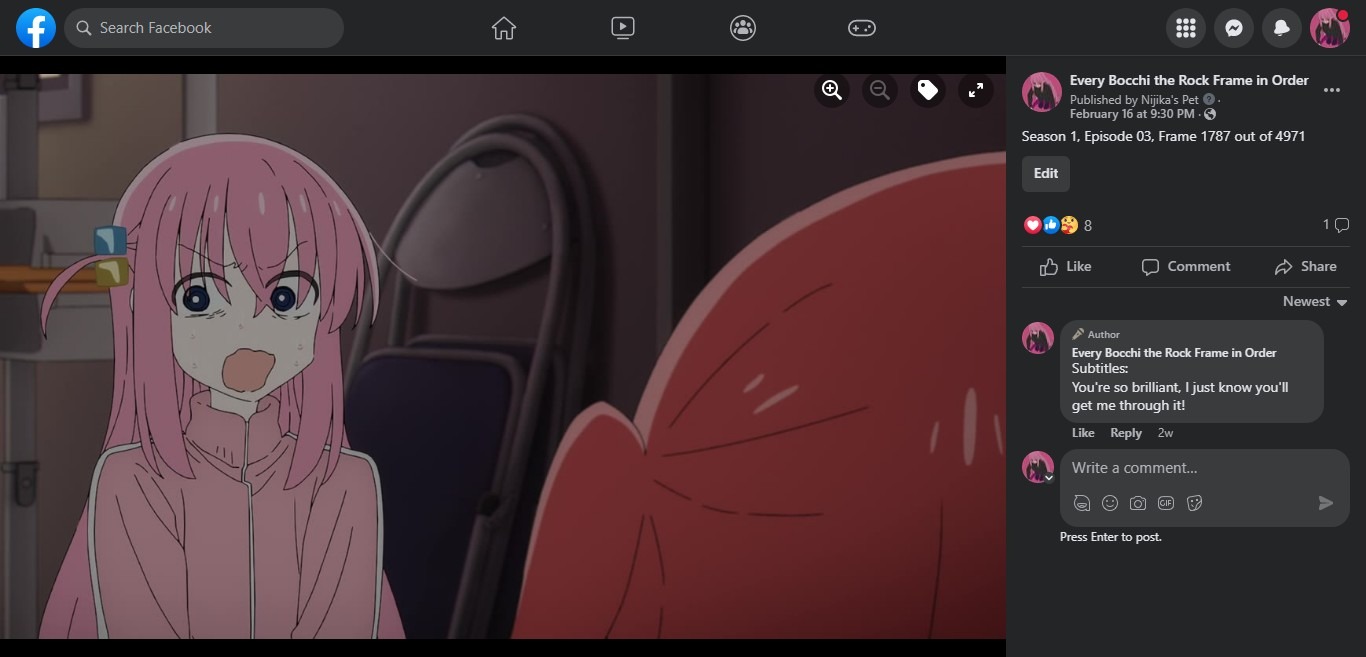 Search Facebook
Every Bocchi the Rock Frame in Order
Published by Nijika's Pet ·
February 16 at 9:30 PM ·
Season 1, Episode 03, Frame 1787 out of 4971
Edit
8
1
Like
Comment
Share
Newest
Author
Every Bocchi the Rock Frame in Order
Subtitles:
You're so brilliant, I just know you'll
get me through it!
Like Reply 2w
Write a comment...
GIF
Press Enter to post.